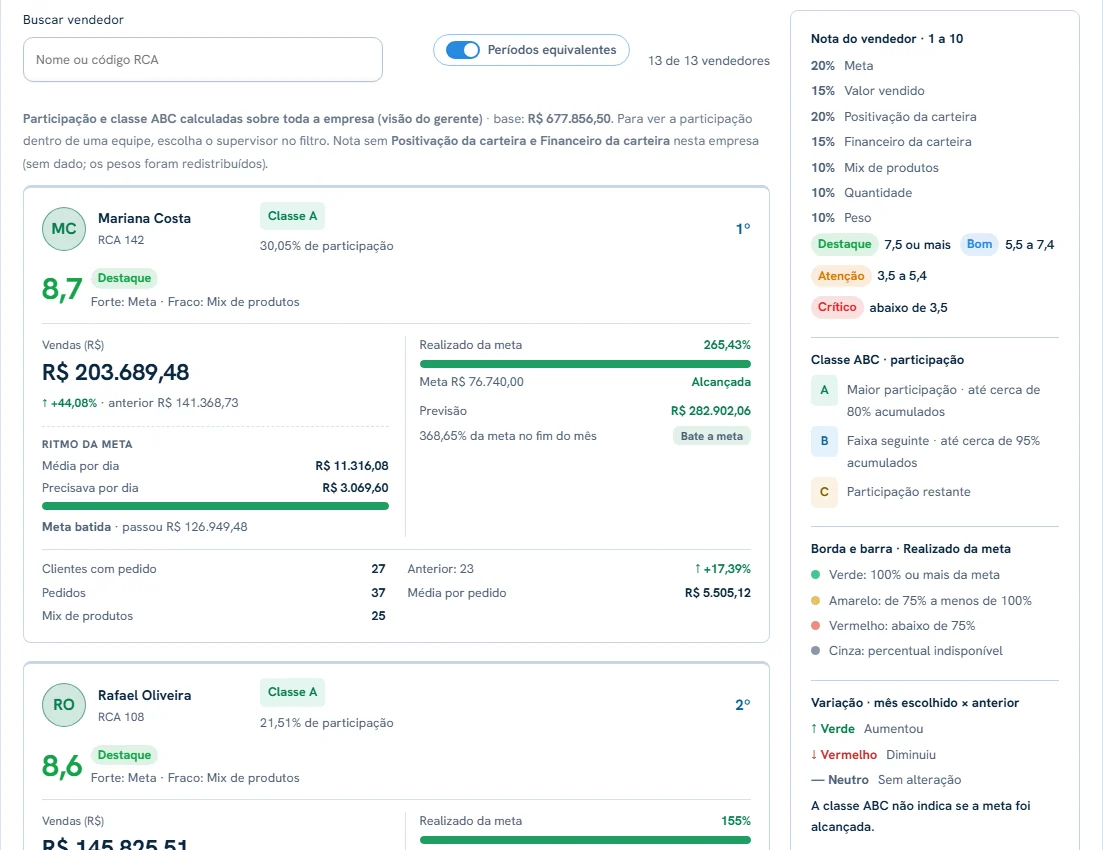 Buscar vendedor
Nome ou código RCA
Períodos equivalentes
13 de 13 vendedores
Participação e classe ABC calculadas sobre toda a empresa (visão do gerente) · base: R$ 677.856,50. Para ver a participação
dentro de uma equipe, escolha o supervisor no filtro. Nota sem Positivação da carteira e Financeiro da carteira nesta empresa
(sem dado; os pesos foram redistribuídos).
MC
Mariana Costa
RCA 142
Classe A
30,05% de participação
1º
8,7
Destaque
Forte: Meta · Fraco: Mix de produtos
Vendas (R$)
R$ 203.689,48
↑ +44,08% · anterior R$ 141.368,73
RITMO DA META
Média por dia R$ 11.316,08
Precisava por dia R$ 3.069,60
Meta batida · passou R$ 126.949,48
Realizado da meta 265,43%
Meta R$ 76.740,00 Alcançada
Previsão R$ 282.902,06
368,65% da meta no fim do mês Bate a meta
Clientes com pedido 27 Anterior: 23 ↑ +17,39%
Pedidos 37 Média por pedido R$ 5.505,12
Mix de produtos 25
RO
Rafael Oliveira
RCA 108
Classe A
21,51% de participação
2º
8,6
Destaque
Forte: Meta · Fraco: Mix de produtos
Vendas (R$)
R$ 145.825,51
Realizado da meta 155%
Nota do vendedor · 1 a 10
20% Meta
15% Valor vendido
20% Positivação da carteira
15% Financeiro da carteira
10% Mix de produtos
10% Quantidade
10% Peso
Destaque 7,5 ou mais Bom 5,5 a 7,4
Atenção 3,5 a 5,4
Crítico abaixo de 3,5
Classe ABC · participação
A Maior participação · até cerca de
80% acumulados
B Faixa seguinte · até cerca de 95%
acumulados
C Participação restante
Borda e barra · Realizado da meta
Verde: 100% ou mais da meta
Amarelo: de 75% a menos de 100%
Vermelho: abaixo de 75%
Cinza: percentual indisponível
Variação · mês escolhido × anterior
↑ Verde Aumentou
↓ Vermelho Diminuiu
— Neutro Sem alteração
A classe ABC não indica se a meta foi
alcançada.